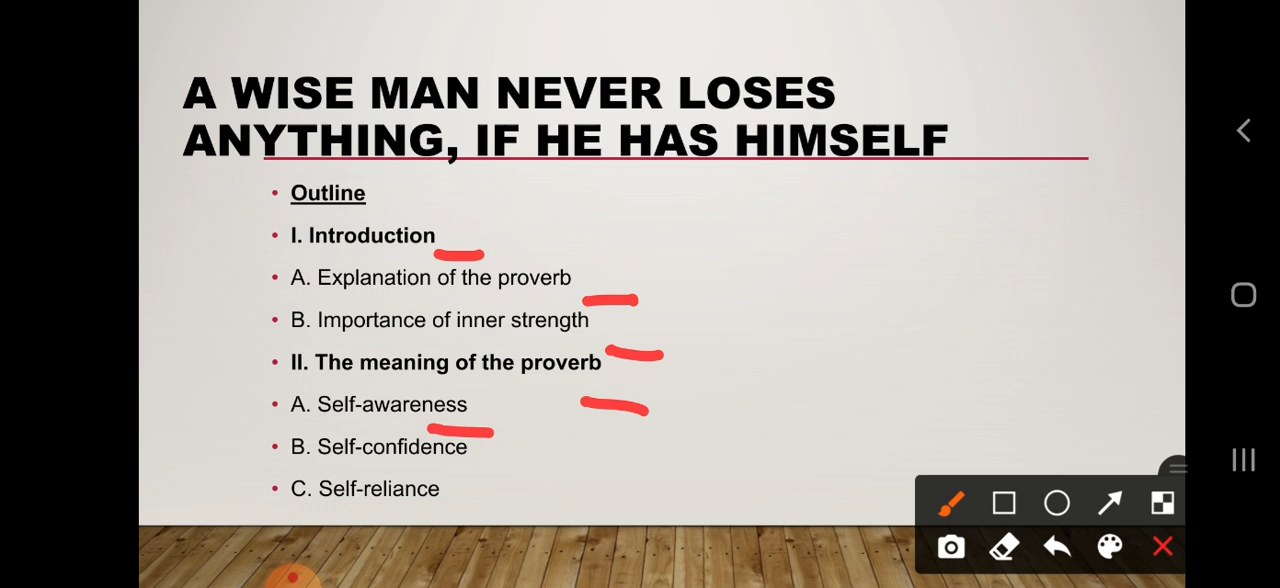 A WISE MAN NEVER LOSES
ANYTHING, IF HE HAS HIMSELF
• Outline
• I. Introduction
• A. Explanation of the proverb
• B. Importance of inner strength
• II. The meaning of the proverb
• A. Self-awareness
• B. Self-confidence
• C. Self-reliance